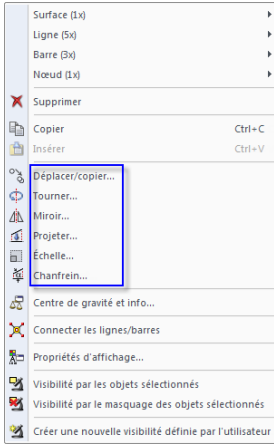 Surface (1x)
Ligne (5x)
Barre (3x)
Nœud (1x)
Supprimer
Copier Ctrl+C
Insérer Ctrl+V
Déplacer/copier...
Tourner...
Miroir...
Projeter...
Échelle...
Chanfrein...
Centre de gravité et info...
Connecter les lignes/barres
Propriétés d'affichage...
Visibilité par les objets sélectionnés
Visibilité par le masquage des objets sélectionnés
Créer une nouvelle visibilité définie par l'utilisateur